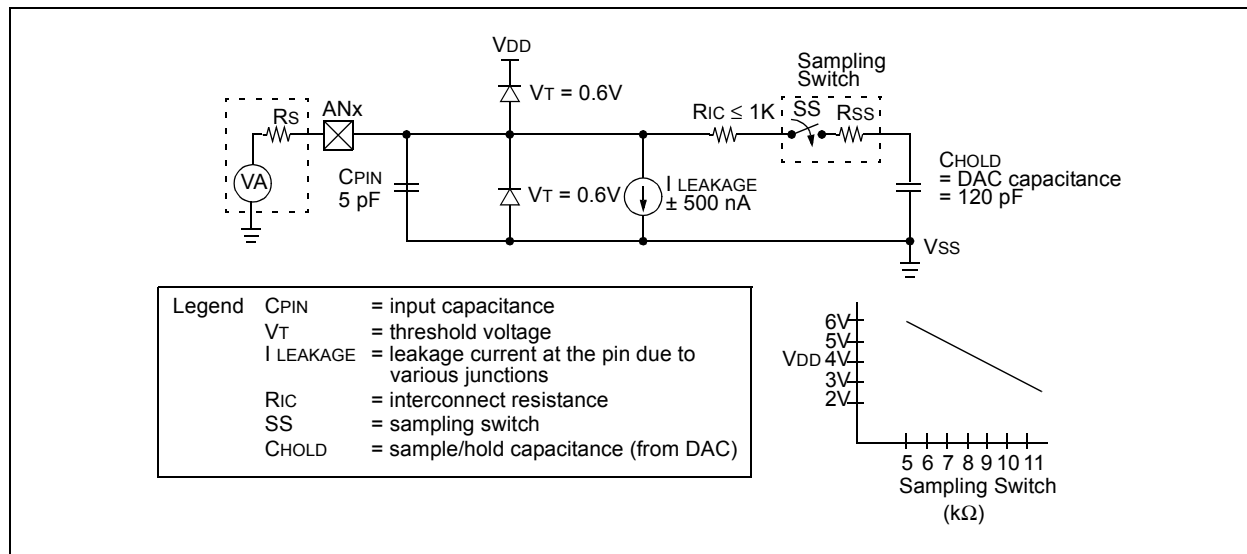 VDD
Sampling
Switch
VT = 0.6V
RS
ANx
RIC ≤ 1K
SS
RSS
VA
CPIN
5 pF
VT = 0.6V
I LEAKAGE
± 500 nA
CHOLD
= DAC capacitance
= 120 pF
VSS
Legend CPIN = input capacitance
VT = threshold voltage
I LEAKAGE = leakage current at the pin due to
various junctions
RIC = interconnect resistance
SS = sampling switch
CHOLD = sample/hold capacitance (from DAC)
6V
5V
VDD 4V
3V
2V
5 6 7 8 9 10 11
Sampling Switch
(kΩ)